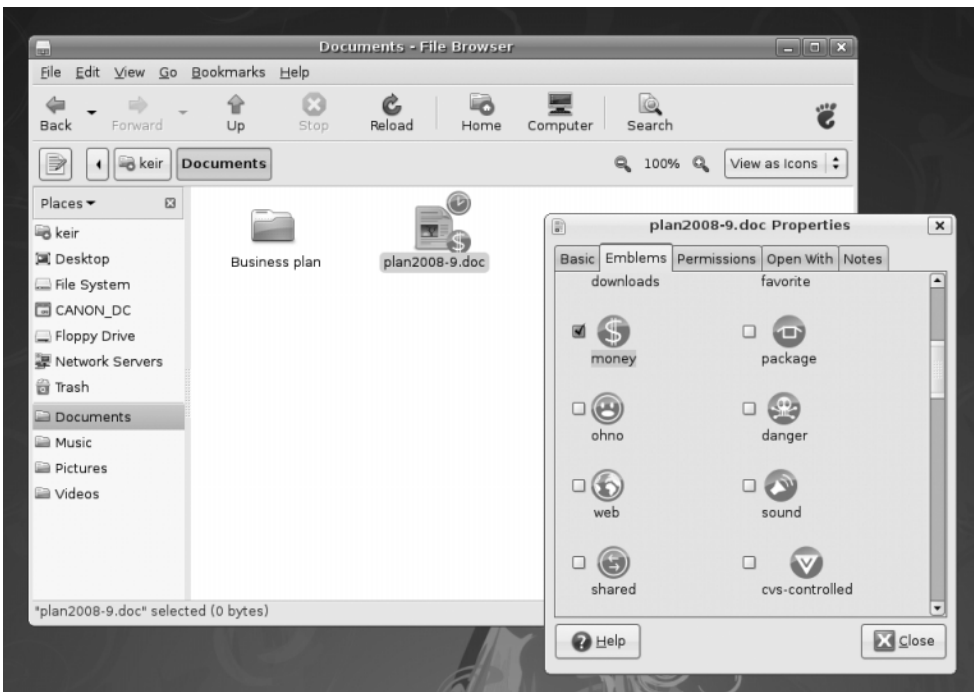 Documents - File Browser
File Edit View Go Bookmarks Help
Back Forward Up Stop Reload Home Computer Search
keir Documents 100% View as Icons
Places
keir
Desktop
File System
CANON_DC
Floppy Drive
Network Servers
Trash
Documents
Music
Pictures
Videos
Business plan
plan2008-9.doc
"plan2008-9.doc" selected (0 bytes)
plan2008-9.doc Properties
Basic Emblems Permissions Open With Notes
downloads favorite
money package
ohno danger
web sound
shared cvs-controlled
Help Close